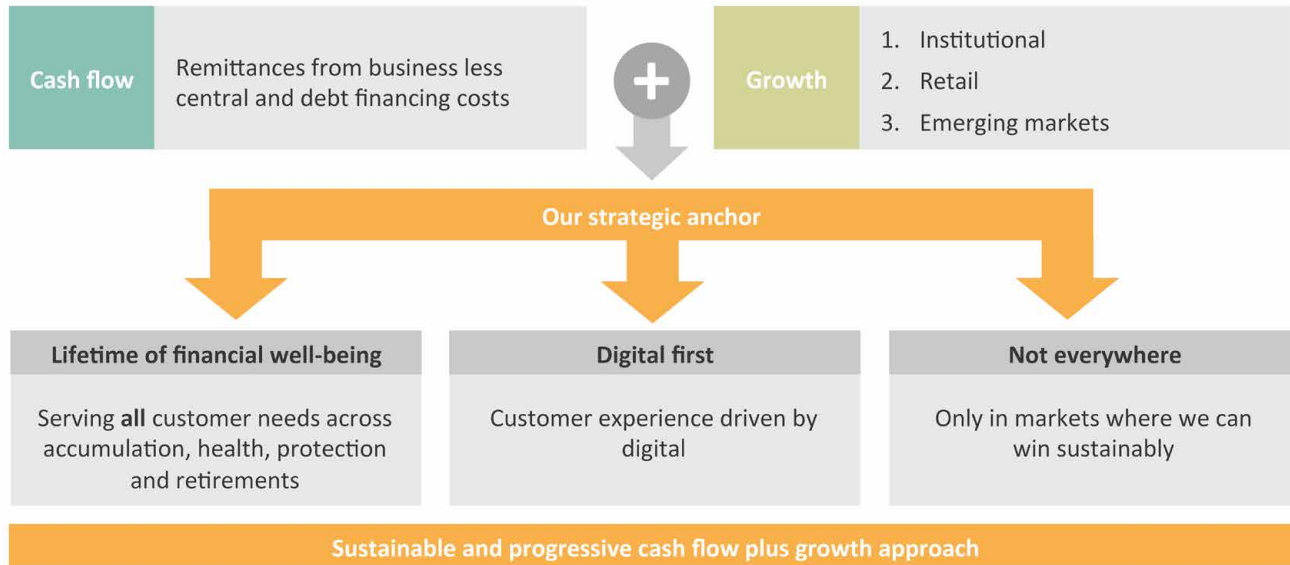 Cash flow
Remittances from business less
central and debt financing costs
+
Growth
1. Institutional
2. Retail
3. Emerging markets
Our strategic anchor
Lifetime of financial well-being
Serving all customer needs across
accumulation, health, protection
and retirements
Digital first
Customer experience driven by
digital
Not everywhere
Only in markets where we can
win sustainably
Sustainable and progressive cash flow plus growth approach